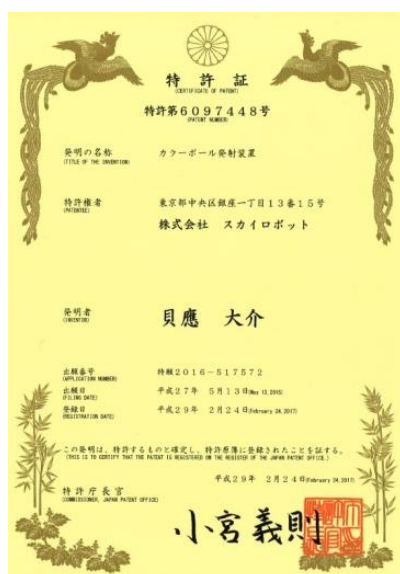 特許証
(CERTIFICATE OF PATENT)
特許第6097448号
(PATENT NUMBER)
発明の名称
(TITLE OF THE INVENTION)
カラーボール発射装置
特許権者
(PATENTEE)
東京都中央区銀座一丁目13番15号
株式会社 スカイロボット
発明者
(INVENTOR)
貝應 大介
出願番号
(APPLICATION NUMBER)
特願2016-517572
出願日
(FILING DATE)
平成27年 5月13日(May 13,2015)
登録日
(REGISTRATION DATE)
平成29年 2月24日(February 24,2017)
この発明は、特許するものと確定し、特許原簿に登録されたことを証する。
(THIS IS TO CERTIFY THAT THE PATENT IS REGISTERED ON THE REGISTER OF THE JAPAN PATENT OFFICE.)
平成29年 2月24日(February 24,2017)
特許庁長官
(COMMISSIONER, JAPAN PATENT OFFICE)
小宮義則